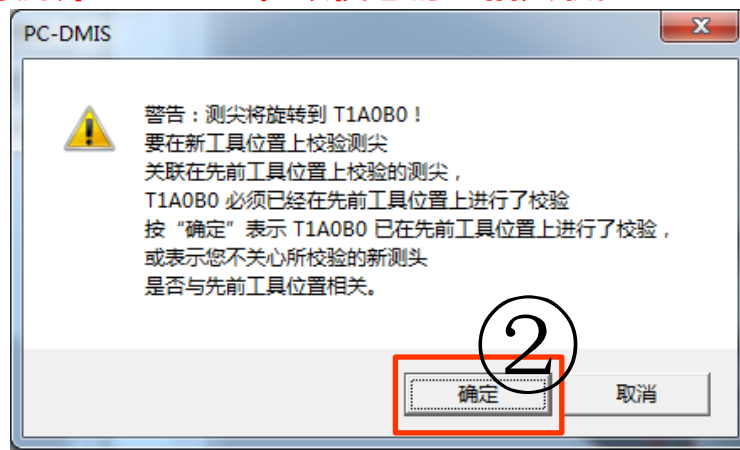 PC-DMIS
警告：测尖将旋转到 T1A0B0！
要在新工具位置上校验测尖
关联在先前工具位置上校验的测尖，
T1A0B0 必须已经在先前工具位置上进行了校验
按“确定”表示 T1A0B0 已在先前工具位置上进行了校验，
或表示您不关心所校验的新测头
是否与先前工具位置相关。
②
确定
取消